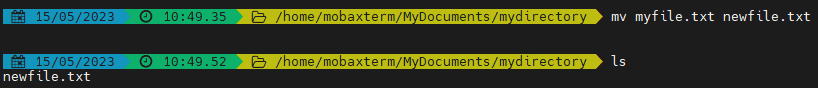 15/05/2023 10:49.35 /home/mobaxterm/MyDocuments/mydirectory mv myfile.txt newfile.txt
15/05/2023 10:49.52 /home/mobaxterm/MyDocuments/mydirectory ls
newfile.txt